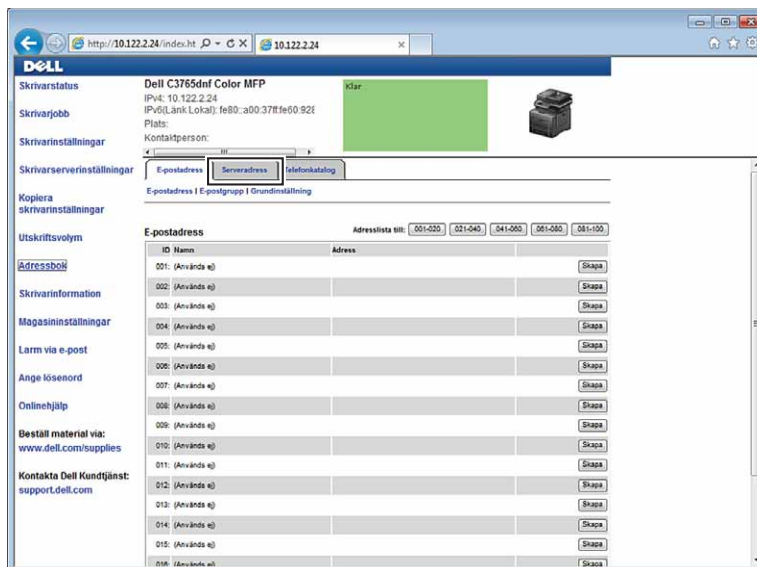 http://10.122.2.24/index.ht
10.122.2.24
DELL
Skrivarstatus
Skrivarjobb
Skrivarinställningar
Skrivarserverinställningar
Kopiera
skrivarinställningar
Utskriftsvolym
Adressbok
Skrivarinformation
Magasininställningar
Larm via e-post
Ange lösenord
Onlinehjälp
Beställ material via:
www.dell.com/supplies
Kontakta Dell Kundtjänst:
support.dell.com
Dell C3765dnf Color MFP
IPv4: 10.122.2.24
IPv6(Länk Lokal): fe80::a00:37ff:fe60:928
Plats:
Kontaktperson:
Klar
E-postadress Serveradress Telefonkatalog
E-postadress | E-postgrupp | Grundinställning
E-postadress Adresslista till: 001-020 021-040 041-060 061-080 081-100
ID Namn Adress
001: (Används ej) Skapa
002: (Används ej) Skapa
003: (Används ej) Skapa
004: (Används ej) Skapa
005: (Används ej) Skapa
006: (Används ej) Skapa
007: (Används ej) Skapa
008: (Används ej) Skapa
009: (Används ej) Skapa
010: (Används ej) Skapa
011: (Används ej) Skapa
012: (Används ej) Skapa
013: (Används ej) Skapa
014: (Används ej) Skapa
015: (Används ej) Skapa
016: (Används ej) Skapa